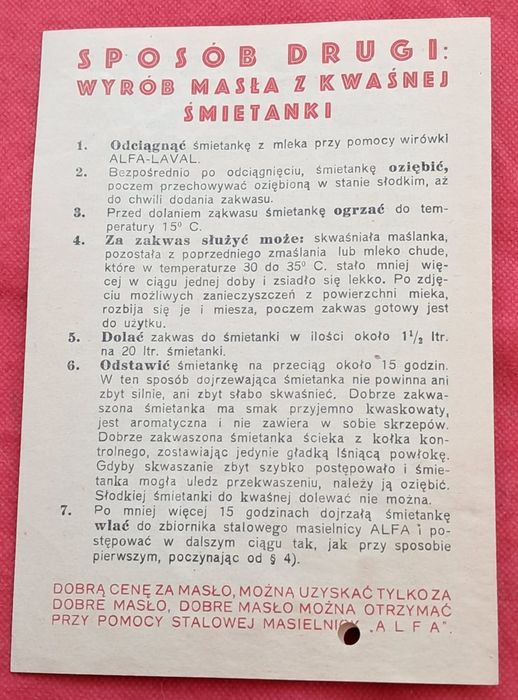 SPOSÓB DRUGI:
WYRÓB MASŁA Z KWAŚNEJ
ŚMIETANKI
1. Odciągnąć śmietankę z mleka przy pomocy wirówki
ALFA-LAVAL.
2. Bezpośrednio po odciągnięciu, śmietankę oziębić,
poczem przechowywać oziębioną w stanie słodkim, aż
do chwili dodania zakwasu.
3. Przed dolaniem zakwasu śmietankę ogrzać do tem-
peratury 15° C.
4. Za zakwas służyć może: skwaśniała maślanka,
pozostała z poprzedniego zmaślania lub mleko chude,
które w temperaturze 30 do 35° C. stało mniej wię-
cej w ciągu jednej doby i zsiadło się lekko. Po zdję-
ciu możliwych zanieczyszczeń z powierzchni mieka,
rozbija się je i miesza, poczem zakwas gotowy jest
do użytku.
5. Dolać zakwas do śmietanki w ilości około 1 1/2 ltr.
na 20 ltr. śmietanki.
6. Odstawić śmietankę na przeciąg około 15 godzin.
W ten sposób dojrzewająca śmietanka nie powinna ani
zbyt silnie, ani zbyt słabo skwaśnieć. Dobrze zakwa-
szona śmietanka ma smak przyjemno kwaskowaty,
jest aromatyczna i nie zawiera w sobie skrzepów.
Dobrze zakwaszona śmietanka ścieka z kołka kon-
trolnego, zostawiając jedynie gładką lśniącą powłokę.
Gdyby skwaszanie zbyt szybko postępowało i śmie-
tanka mogła uledz przekwaszeniu, należy ją oziębić.
Słodkiej śmietanki do kwaśnej dolewać nie można.
7. Po mniej więcej 15 godzinach dojrzałą śmietankę
wlać do zbiornika stalowego masielnicy ALFA i po-
stępować w dalszym ciągu tak, jak przy sposobie
pierwszym, poczynając od § 4).
DOBRĄ CENĘ ZA MASŁO, MOŻNA UZYSKAĆ TYLKO ZA
DOBRE MASŁO, DOBRE MASŁO MOŻNA OTRZYMAĆ
PRZY POMOCY STALOWEJ MASIELNICY „ALFA".